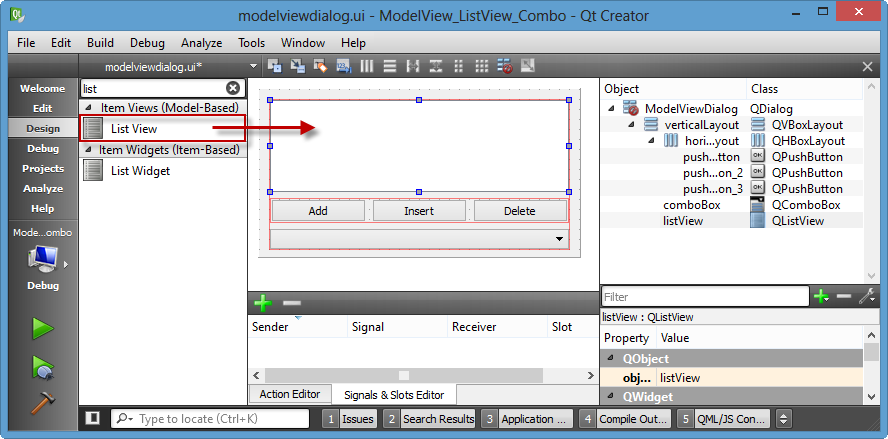 modelviewdialog.ui - ModelView_ListView_Combo - Qt Creator
File Edit Build Debug Analyze Tools Window Help
modelviewdialog.ui*
Welcome
Edit
Design
Debug
Projects
Analyze
Help
Mode...ombo
Debug
list
Item Views (Model-Based)
List View
Item Widgets (Item-Based)
List Widget
Add Insert Delete
Sender Signal Receiver Slot
Action Editor Signals & Slots Editor
Object Class
ModelViewDialog QDialog
verticalLayout QVBoxLayout
hori...yout QHBoxLayout
push...tton QPushButton
push...on_2 QPushButton
push...on_3 QPushButton
comboBox QComboBox
listView QListView
Filter
listView : QListView
Property Value
QObject
obj... listView
QWidget
Type to locate (Ctrl+K) 1 Issues 2 Search Results 3 Application ... 4 Compile Out... 5 QML/JS Con...